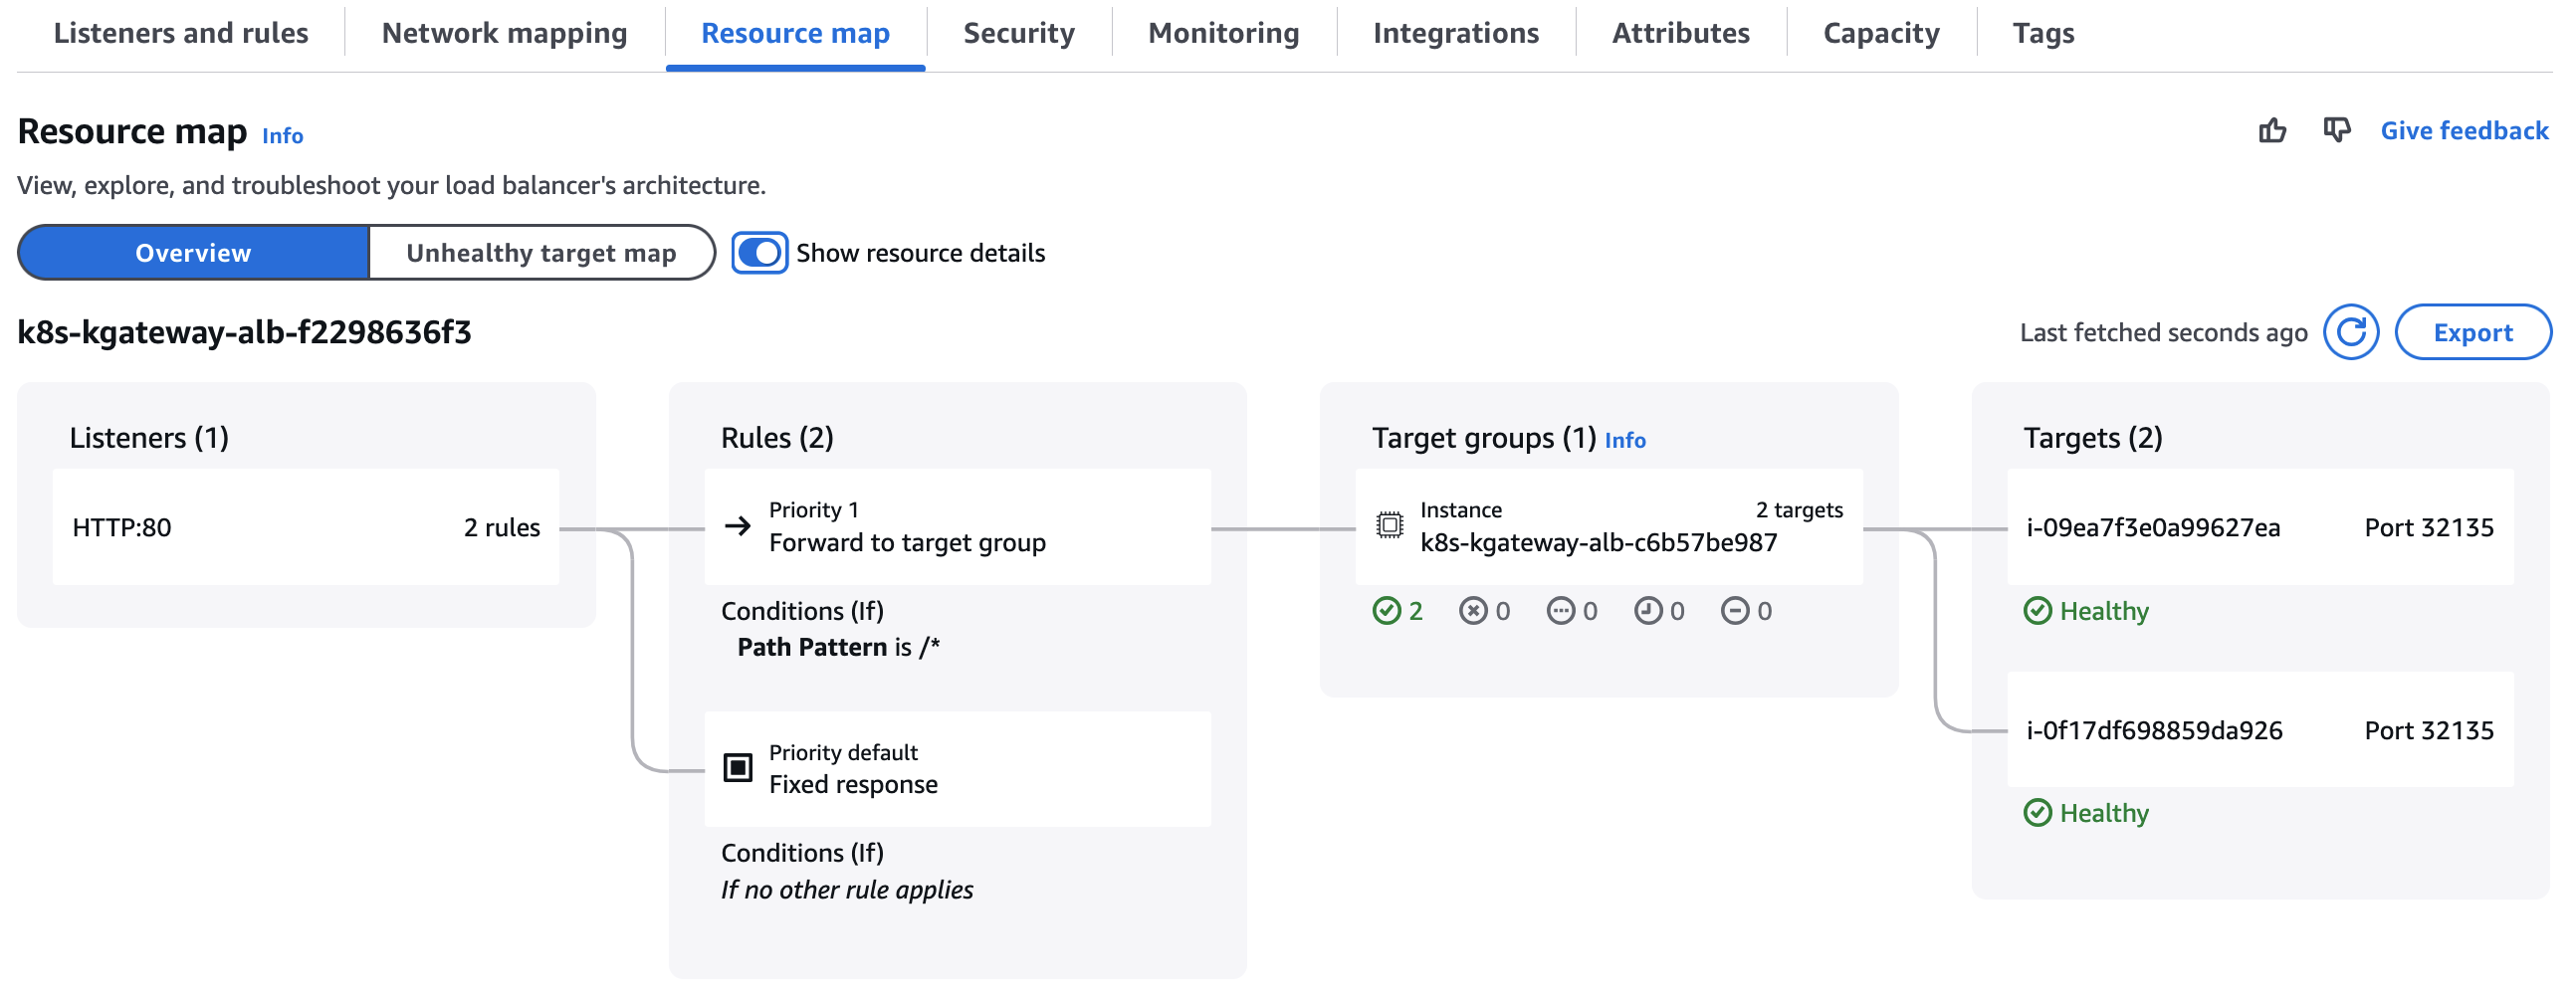 Listeners and rules
Network mapping
Resource map
Security
Monitoring
Integrations
Attributes
Capacity
Tags
Resource map Info
Give feedback
View, explore, and troubleshoot your load balancer's architecture.
Overview
Unhealthy target map
Show resource details
k8s-kgateway-alb-f2298636f3
Last fetched seconds ago
Export
Listeners (1)
HTTP:80
2 rules
Rules (2)
Priority 1
Forward to target group
Conditions (If)
Path Pattern is /*
Priority default
Fixed response
Conditions (If)
If no other rule applies
Target groups (1) Info
Instance
2 targets
k8s-kgateway-alb-c6b57be987
2 0 0 0 0
Targets (2)
i-09ea7f3e0a99627ea
Port 32135
Healthy
i-0f17df698859da926
Port 32135
Healthy